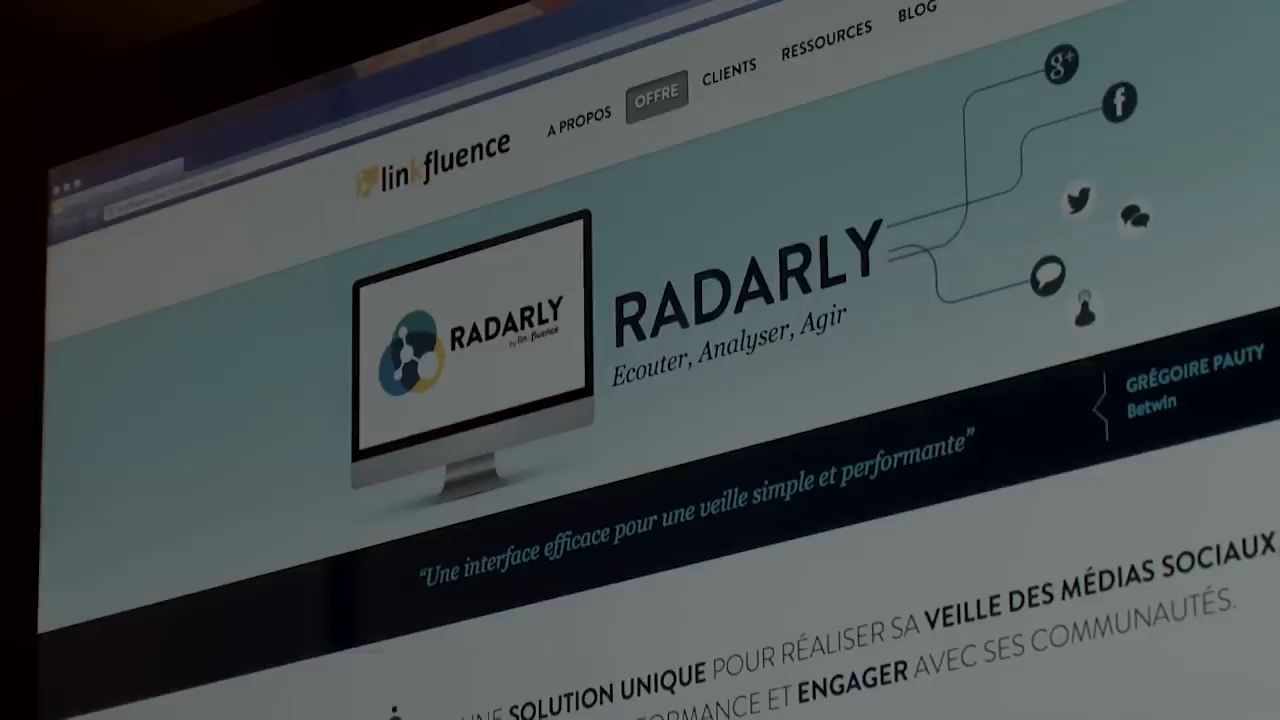 linkfluence
A PROPOS
OFFRE
CLIENTS
RESSOURCES
BLOG
g+
f
RADARLY
by linkfluence
RADARLY
Ecouter, Analyser, Agir
GRÉGOIRE PAUTY
Betwin
“Une interface efficace pour une veille simple et performante”
UNE SOLUTION UNIQUE POUR RÉALISER SA VEILLE DES MÉDIAS SOCIAUX
ET ENGAGER AVEC SES COMMUNAUTÉS.